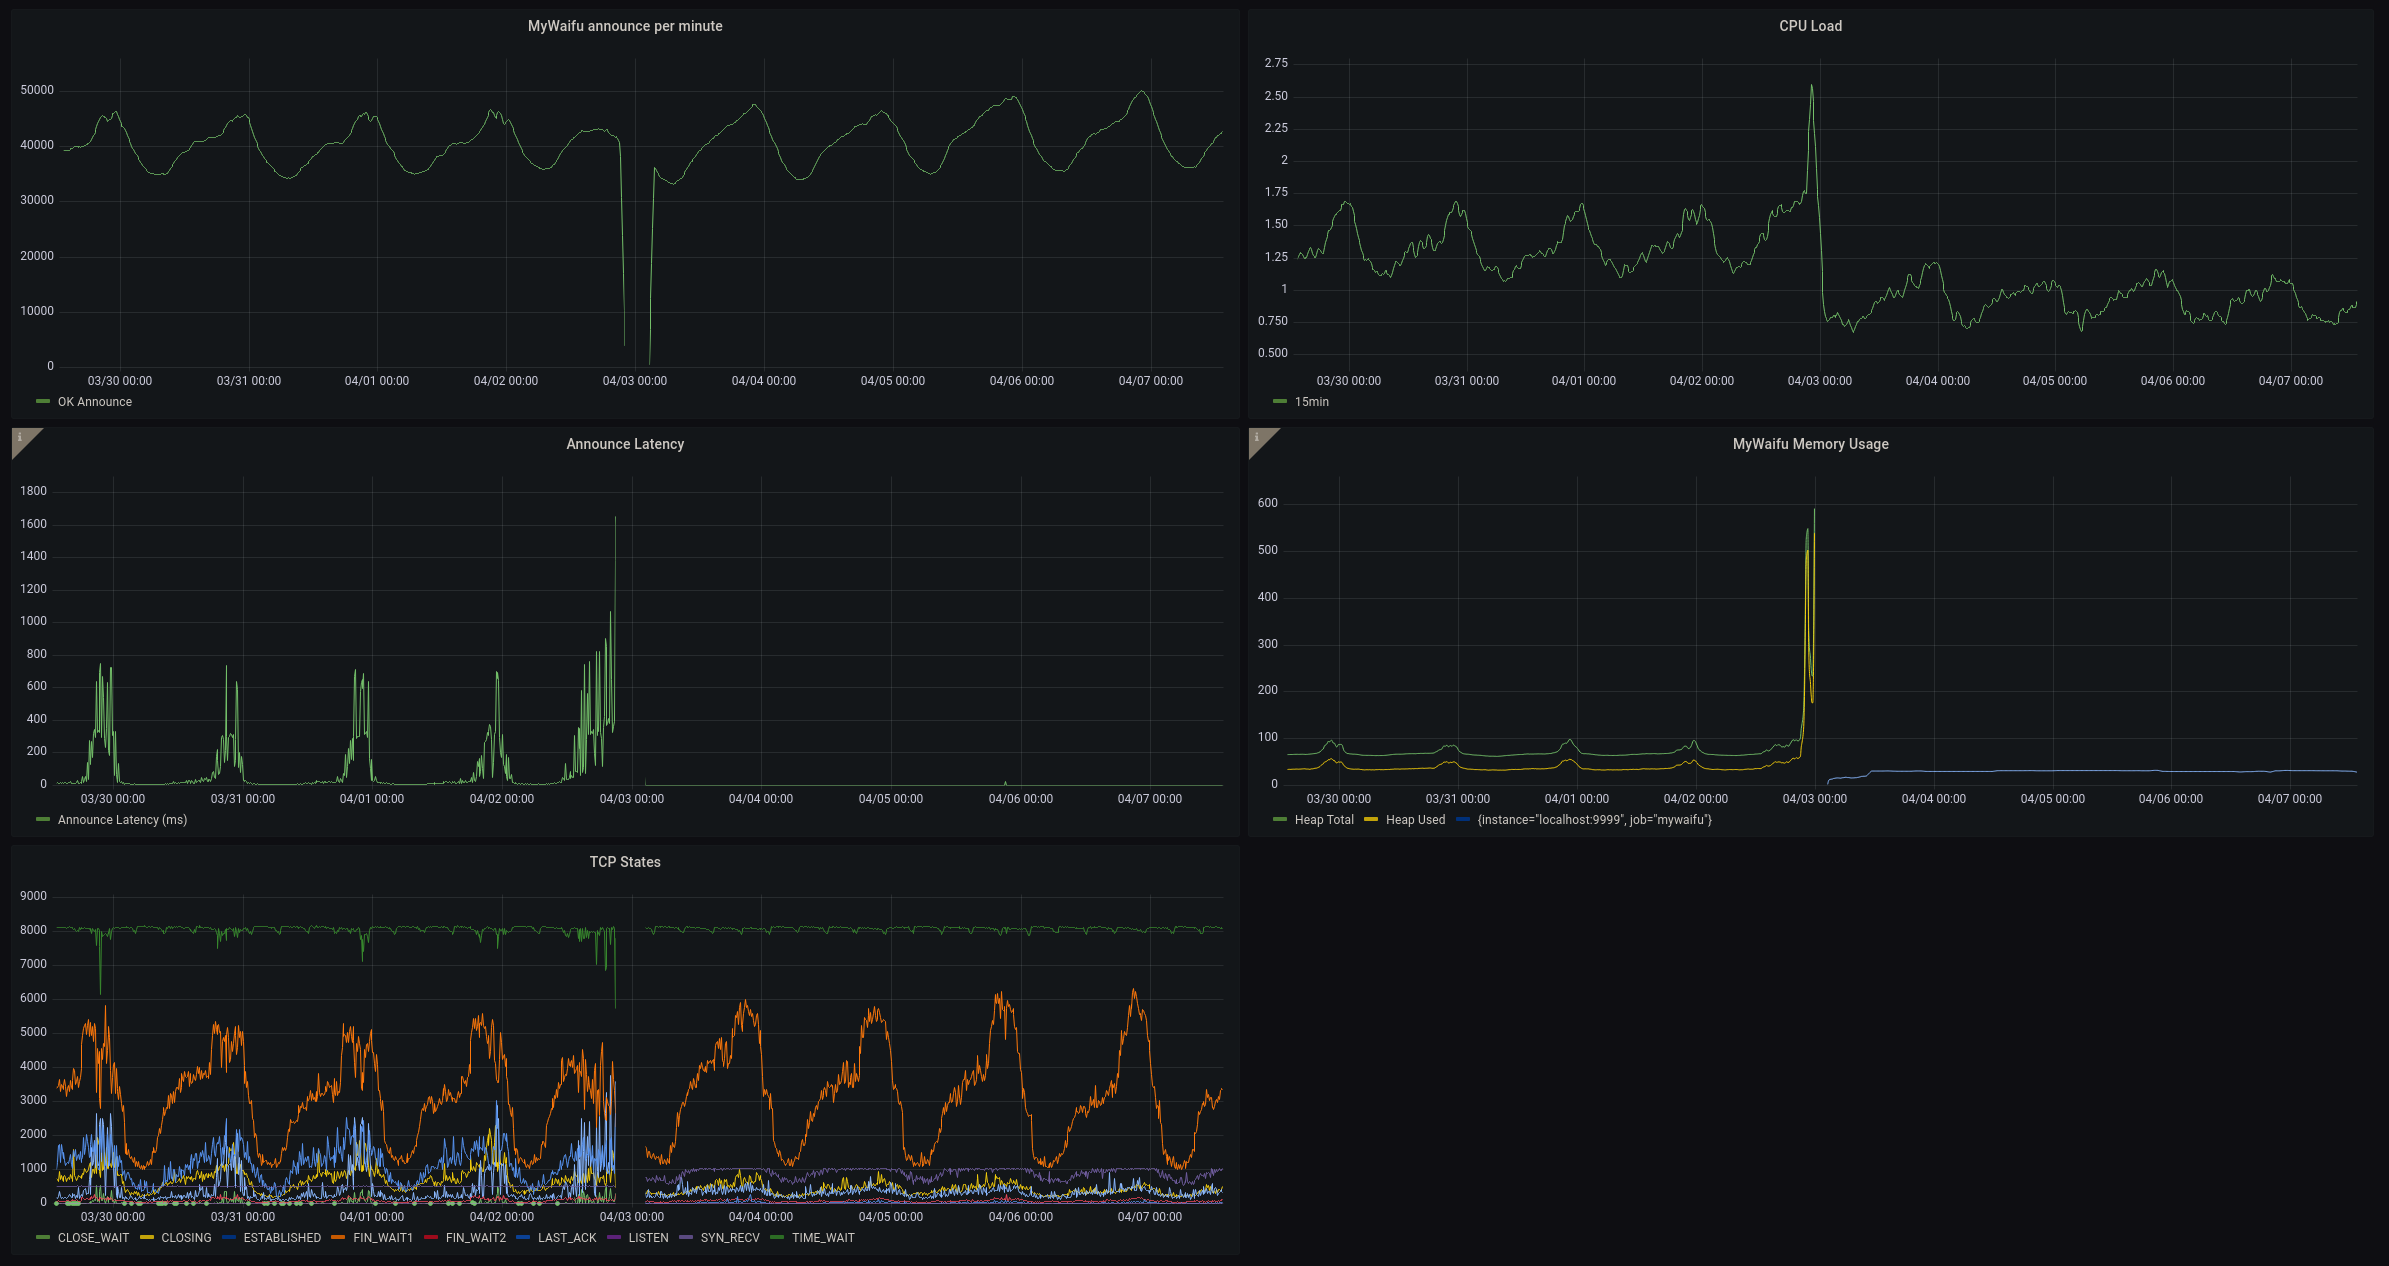 MyWaifu announce per minute
50000
40000
30000
20000
10000
0
03/30 00:00 03/31 00:00 04/01 00:00 04/02 00:00 04/03 00:00 04/04 00:00 04/05 00:00 04/06 00:00 04/07 00:00
OK Announce
CPU Load
2.75
2.50
2.25
2
1.75
1.50
1.25
1
0.750
0.500
03/30 00:00 03/31 00:00 04/01 00:00 04/02 00:00 04/03 00:00 04/04 00:00 04/05 00:00 04/06 00:00 04/07 00:00
15min
i
Announce Latency
1800
1600
1400
1200
1000
800
600
400
200
0
03/30 00:00 03/31 00:00 04/01 00:00 04/02 00:00 04/03 00:00 04/04 00:00 04/05 00:00 04/06 00:00 04/07 00:00
Announce Latency (ms)
i
MyWaifu Memory Usage
600
500
400
300
200
100
0
03/30 00:00 03/31 00:00 04/01 00:00 04/02 00:00 04/03 00:00 04/04 00:00 04/05 00:00 04/06 00:00 04/07 00:00
Heap Total Heap Used {instance="localhost:9999", job="mywaifu"}
TCP States
9000
8000
7000
6000
5000
4000
3000
2000
1000
0
03/30 00:00 03/31 00:00 04/01 00:00 04/02 00:00 04/03 00:00 04/04 00:00 04/05 00:00 04/06 00:00 04/07 00:00
CLOSE_WAIT CLOSING ESTABLISHED FIN_WAIT1 FIN_WAIT2 LAST_ACK LISTEN SYN_RECV TIME_WAIT